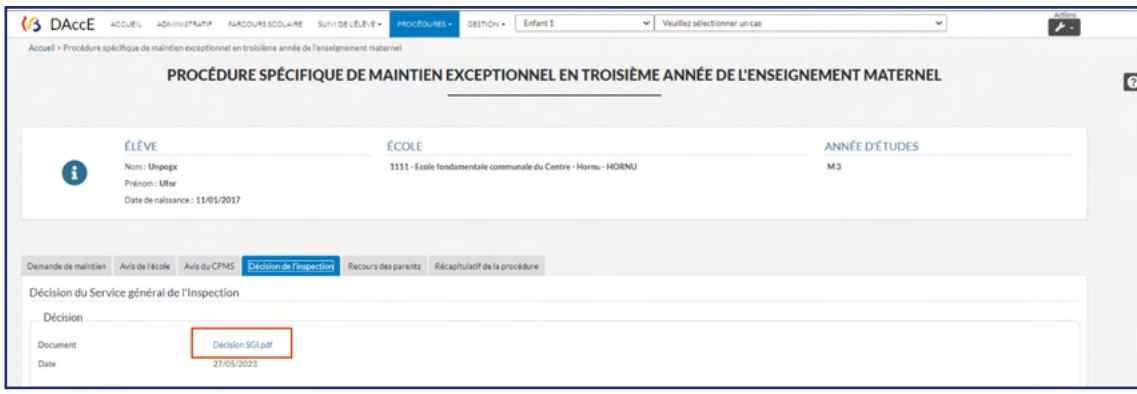 DAccE ACCUEIL ADMINISTRATIF PARCOURS SCOLAIRE SUIVI DE L'ÉLÈVE PROCÉDURES GESTION Enfant 1 Veuillez sélectionner un cas Actions
Accueil » Procédure spécifique de maintien exceptionnel en troisième année de l'enseignement maternel
PROCÉDURE SPÉCIFIQUE DE MAINTIEN EXCEPTIONNEL EN TROISIÈME ANNÉE DE L'ENSEIGNEMENT MATERNEL
?
ÉLÈVE ÉCOLE ANNÉE D'ÉTUDES
Nom : Unpogx 1111 - Ecole fondamentale communale du Centre - Hornu - HORNU M3
Prénom : Ufnr
Date de naissance : 11/01/2017
Demande de maintien Avis de l'école Avis du CPMS Décision de l'inspection Recours des parents Récapitulatif de la procédure
Décision du Service général de l'Inspection
Décision
Document Décision SGI.pdf
Date 27/05/2023